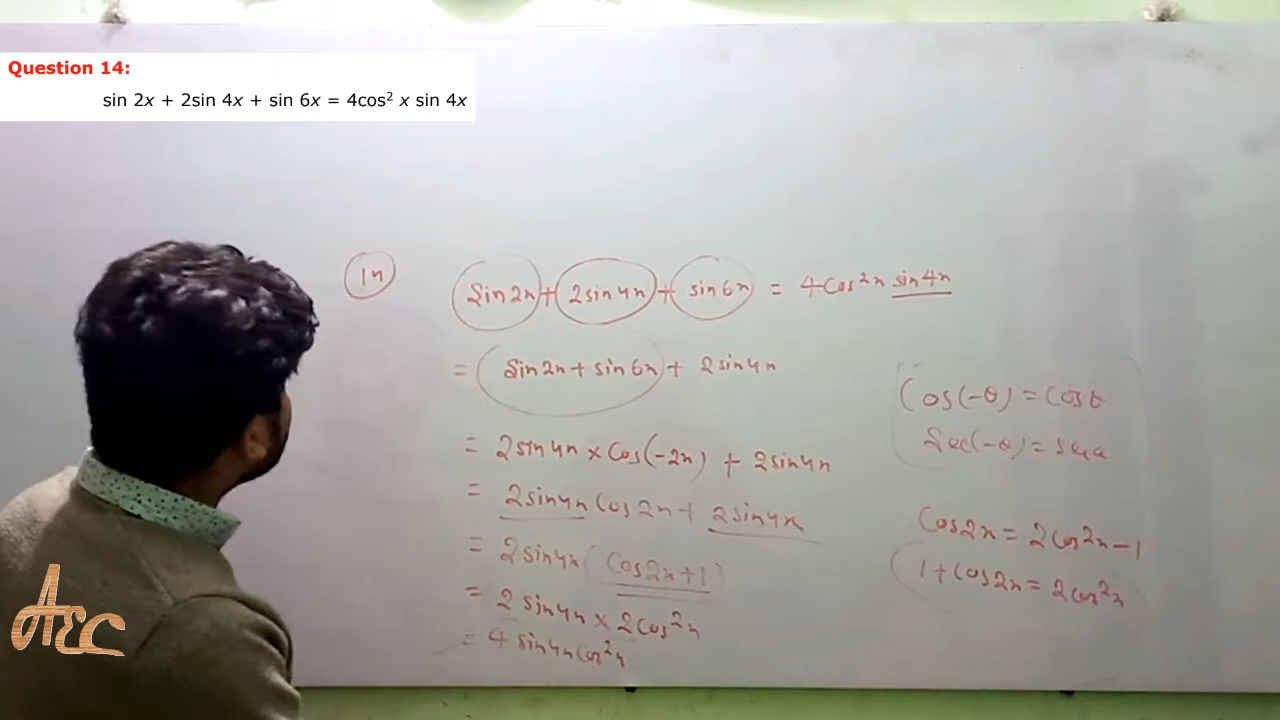 Question 14:
sin 2x + 2sin 4x + sin 6x = 4cos² x sin 4x
14
Sin2x + 2sin4x + sin6x = 4cos²x sin4x
= Sin2x + sin6x + 2sin4x
= 2sin4x × cos(-2x) + 2sin4x
= 2sin4x cos2x + 2sin4x
= 2sin4x (cos2x+1)
= 2 sin4x × 2cos²x
= 4 sin4x cos²x
Cos(-θ) = cosθ
Sec(-θ) = secθ
Cos2x = 2cos²x-1
1+cos2x = 2cos²x
AEC